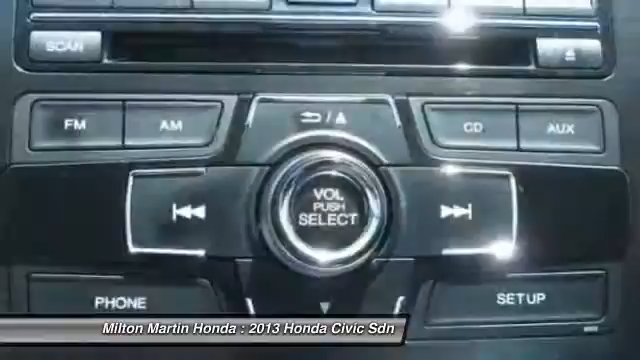 SCAN
FM AM CD AUX
VOL
PUSH
SELECT
PHONE SETUP
Milton Martin Honda : 2013 Honda Civic Sdn